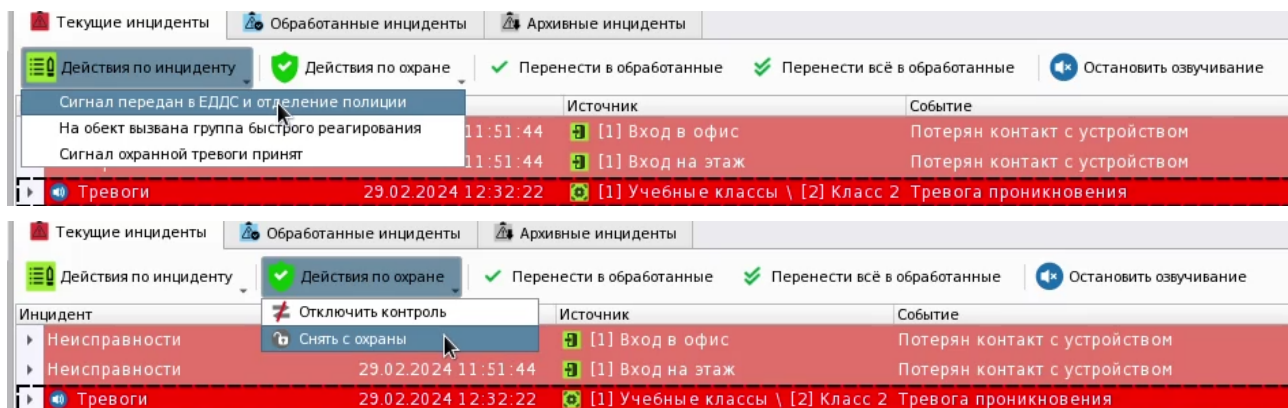 Текущие инциденты Обработанные инциденты Архивные инциденты
Действия по инциденту Действия по охране Перенести в обработанные Перенести всё в обработанные Остановить озвучивание
Сигнал передан в ЕДДС и отделение полиции Источник Событие
На обект вызвана группа быстрого реагирования 11:51:44 [1] Вход в офис Потерян контакт с устройством
Сигнал охранной тревоги принят 11:51:44 [1] Вход на этаж Потерян контакт с устройством
Тревоги 29.02.2024 12:32:22 [1] Учебные классы \ [2] Класс 2 Тревога проникновения
Текущие инциденты Обработанные инциденты Архивные инциденты
Действия по инциденту Действия по охране Перенести в обработанные Перенести всё в обработанные Остановить озвучивание
Инцидент Отключить контроль Источник Событие
Неисправности Снять с охраны [1] Вход в офис Потерян контакт с устройством
Неисправности 29.02.2024 11:51:44 [1] Вход на этаж Потерян контакт с устройством
Тревоги 29.02.2024 12:32:22 [1] Учебные классы \ [2] Класс 2 Тревога проникновения